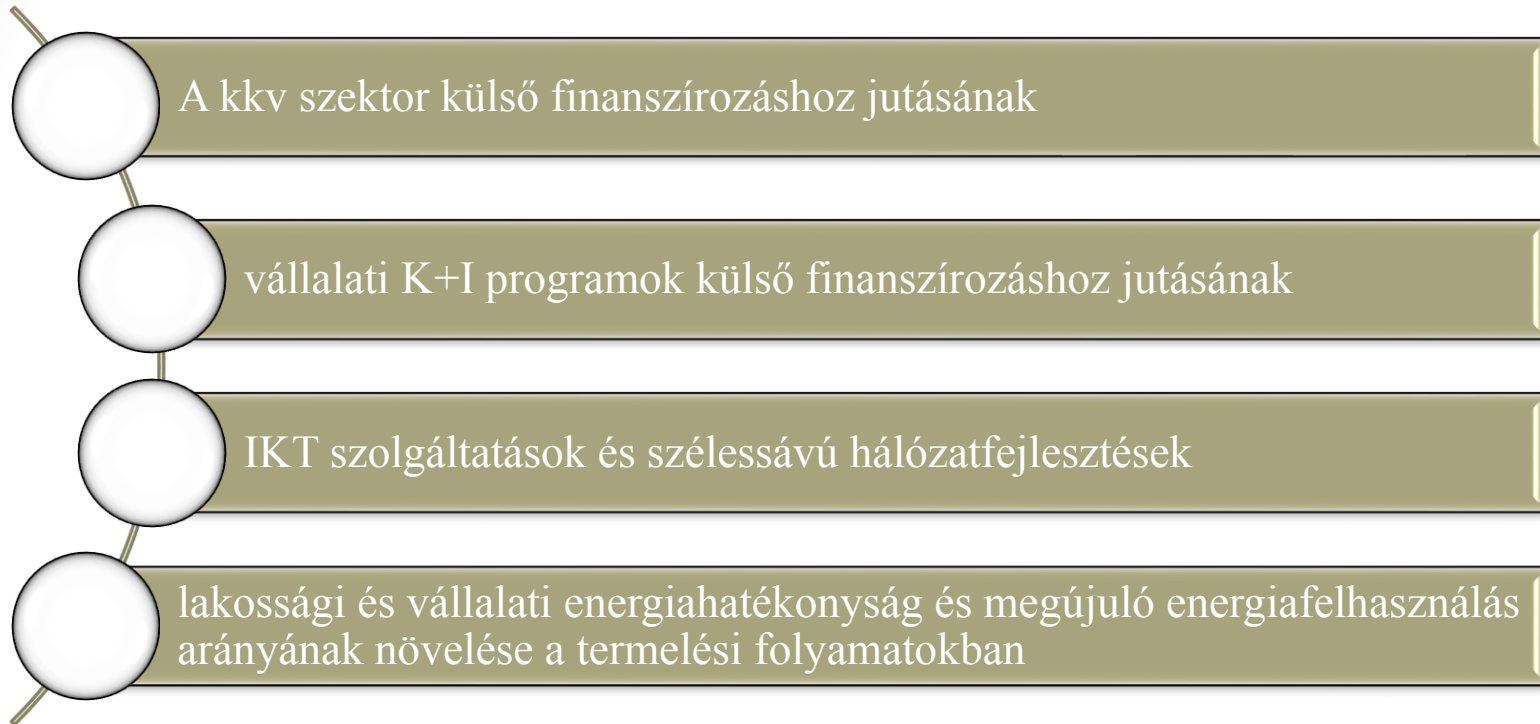 A kkv szektor külső finanszírozáshoz jutásának
vállalati K+I programok külső finanszírozáshoz jutásának
IKT szolgáltatások és szélessávú hálózatfejlesztések
lakossági és vállalati energiahatékonyság és megújuló energiafelhasználás
arányának növelése a termelési folyamatokban